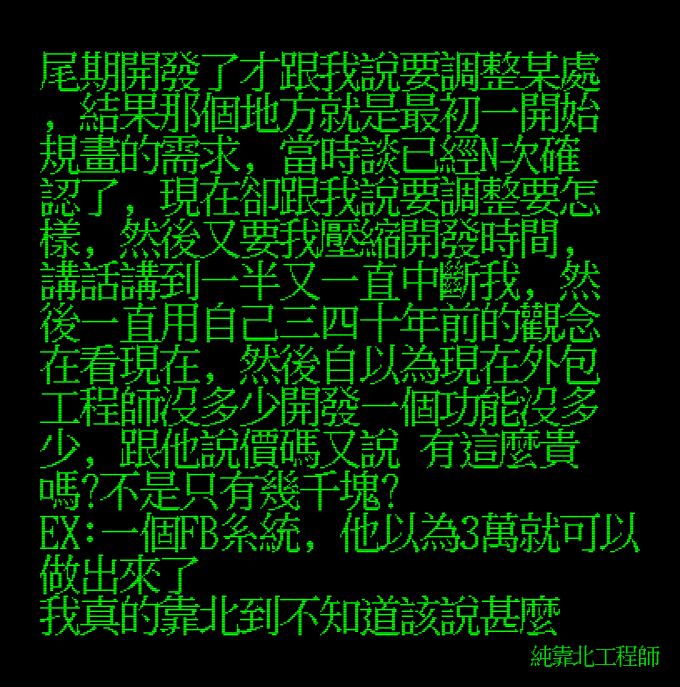 尾期開發了才跟我說要調整某處
，結果那個地方就是最初一開始
規畫的需求，當時談已經N次確
認了，現在卻跟我說要調整要怎
樣，然後又要我壓縮開發時間，
講話講到一半又一直中斷我，然
後一直用自己三四十年前的觀念
在看現在，然後自以為現在外包
工程師沒多少開發一個功能沒多
少，跟他說價碼又說 有這麼貴
嗎?不是只有幾千塊?
EX:一個FB系統，他以為3萬就可以
做出來了
我真的靠北到不知道該說甚麼
純靠北工程師